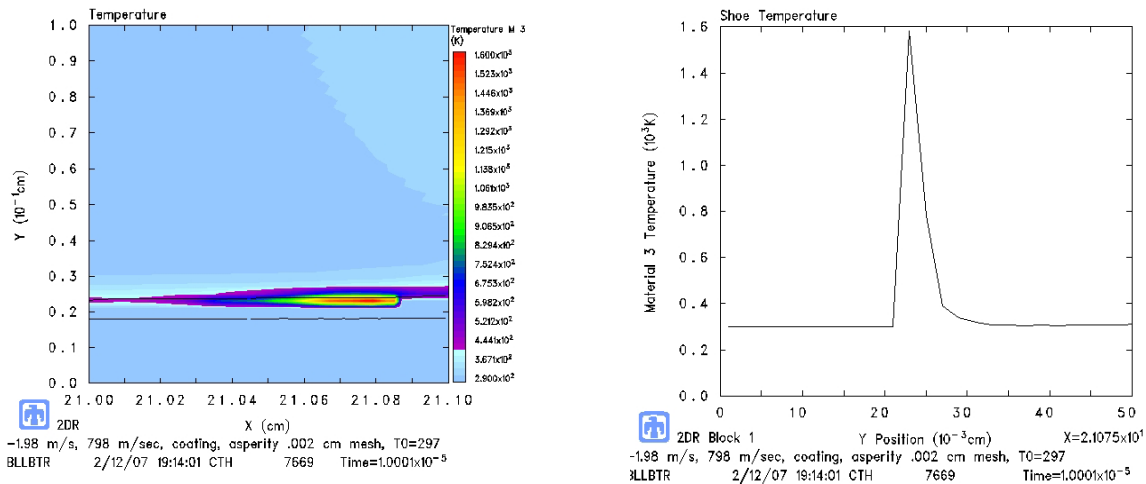 Temperature
Temperature M 3
(K)
1.600x10³
1.523x10³
1.446x10³
1.369x10³
1.292x10³
1.215x10³
1.138x10³
1.061x10³
9.835x10²
9.065x10²
8.294x10²
7.524x10²
6.753x10²
5.982x10²
5.212x10²
4.441x10²
3.671x10²
2.900x10²
1.0
0.9
0.8
0.7
0.6
0.5
0.4
0.3
0.2
0.1
0.0
Y (10⁻¹cm)
21.00 21.02 21.04 21.06 21.08 21.10
X (cm)
2DR
-1.98 m/s, 798 m/sec, coating, asperity .002 cm mesh, T0=297
BLLBTR 2/12/07 19:14:01 CTH 7669 Time=1.0001x10⁻⁵
Shoe Temperature
1.6
1.4
1.2
1.0
0.8
0.6
0.4
0.2
0.0
Material 3 Temperature (10³K)
0 10 20 30 40 50
Y Position (10⁻³cm)
2DR Block 1
X=2.1075x10¹
-1.98 m/s, 798 m/sec, coating, asperity .002 cm mesh, T0=297
BLLBTR 2/12/07 19:14:01 CTH 7669 Time=1.0001x10⁻⁵